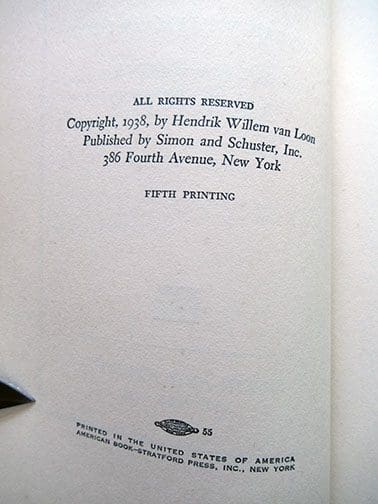 ALL RIGHTS RESERVED
Copyright, 1938, by Hendrik Willem van Loon
Published by Simon and Schuster, Inc.
386 Fourth Avenue, New York
FIFTH PRINTING
55
PRINTED IN THE UNITED STATES OF AMERICA
AMERICAN BOOK—STRATFORD PRESS, INC., NEW YORK